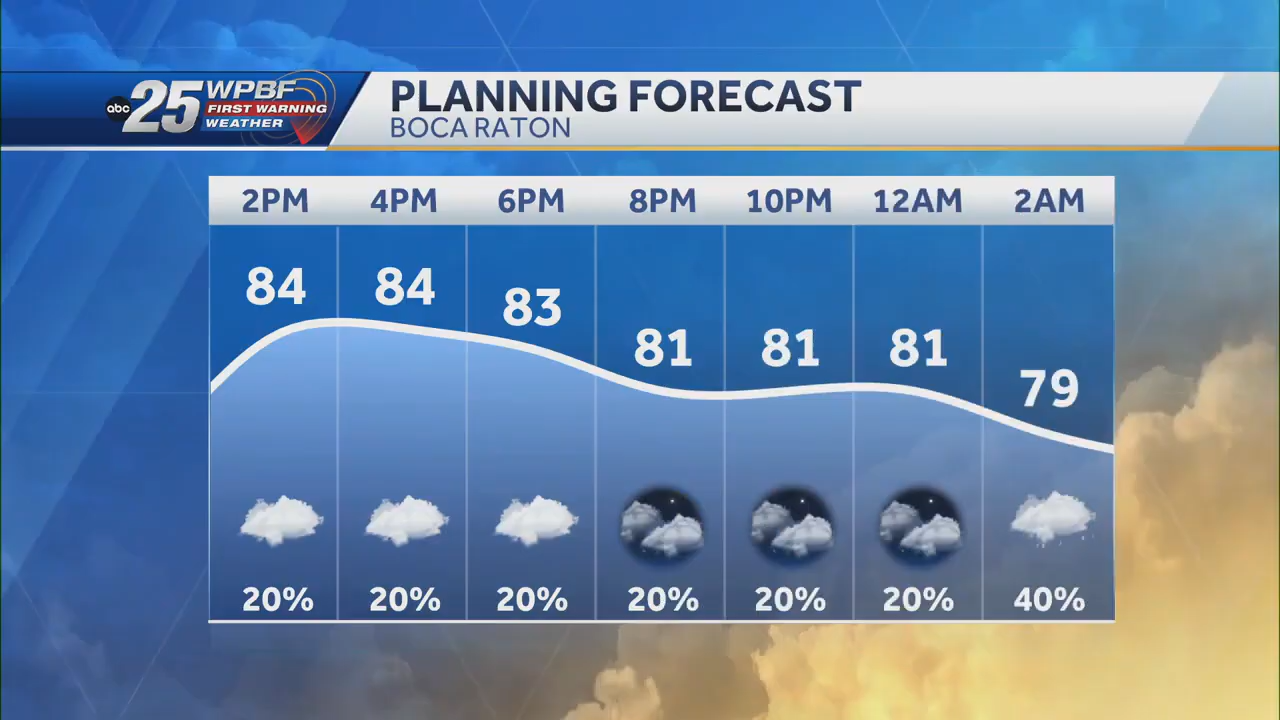 abc 25 WPBF
FIRST WARNING
WEATHER
PLANNING FORECAST
BOCA RATON
2PM 4PM 6PM 8PM 10PM 12AM 2AM
84 84 83 81 81 81 79
20% 20% 20% 20% 20% 20% 40%